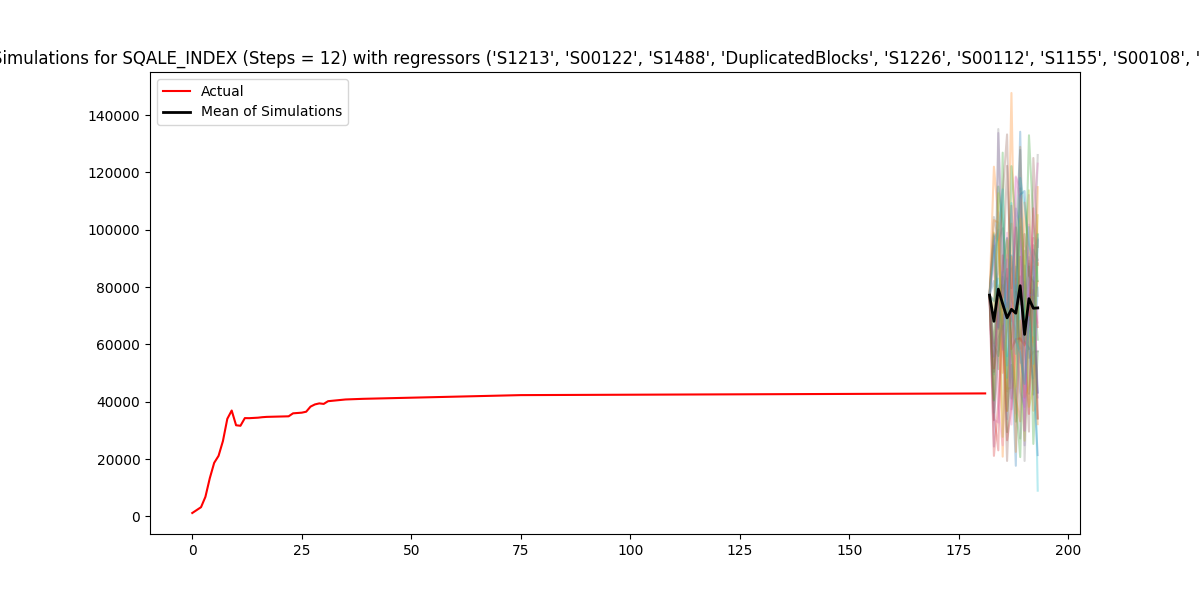 Simulations for SQALE_INDEX (Steps = 12) with regressors ('S1213', 'S00122', 'S1488', 'DuplicatedBlocks', 'S1226', 'S00112', 'S1155', 'S00108', '
Actual
Mean of Simulations
140000
120000
100000
80000
60000
40000
20000
0
0 25 50 75 100 125 150 175 200